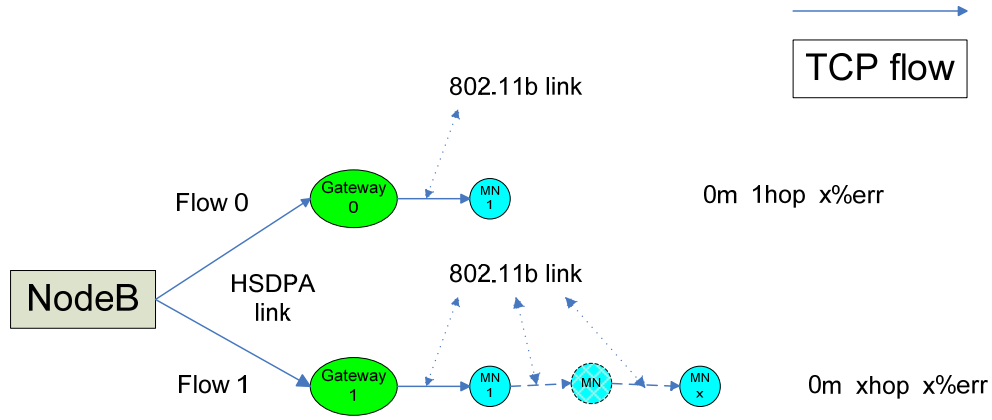 TCP flow
802.11b link
Flow 0
Gateway
0
MN
1
0m 1hop x%err
NodeB
HSDPA
link
802.11b link
Flow 1
Gateway
1
MN
1
MN
MN
x
0m xhop x%err